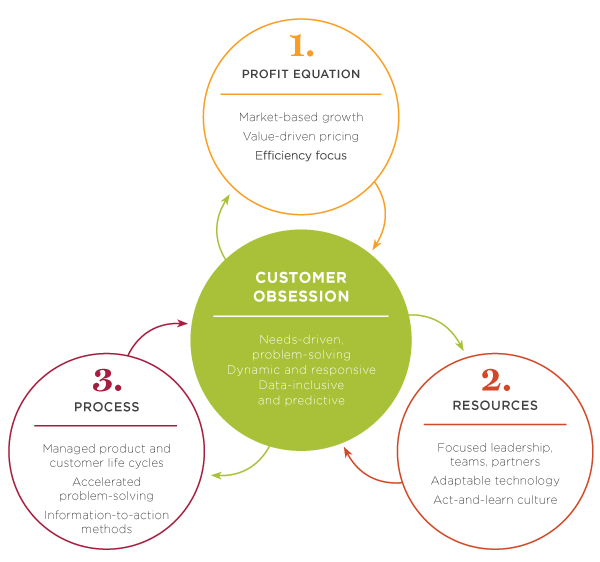 1.
PROFIT EQUATION
Market-based growth
Value-driven pricing
Efficiency focus
CUSTOMER
OBSESSION
Needs-driven,
problem-solving
Dynamic and responsive
Data-inclusive
and predictive
2.
RESOURCES
Focused leadership,
teams, partners
Adaptable technology
Act-and-learn culture
3.
PROCESS
Managed product and
customer life cycles
Accelerated
problem-solving
Information-to-action
methods